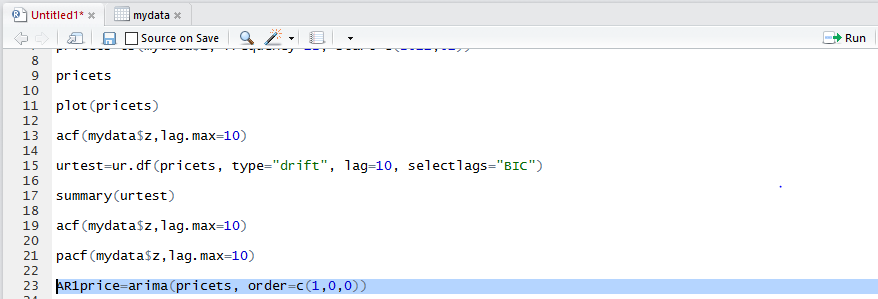 Untitled1* mydata
Source on Save Run
8
9 pricets
10
11 plot(pricets)
12
13 acf(mydata$z,lag.max=10)
14
15 urtest=ur.df(pricets, type="drift", lag=10, selectlags="BIC")
16
17 summary(urtest)
18
19 acf(mydata$z,lag.max=10)
20
21 pacf(mydata$z,lag.max=10)
22
23 AR1price=arima(pricets, order=c(1,0,0))